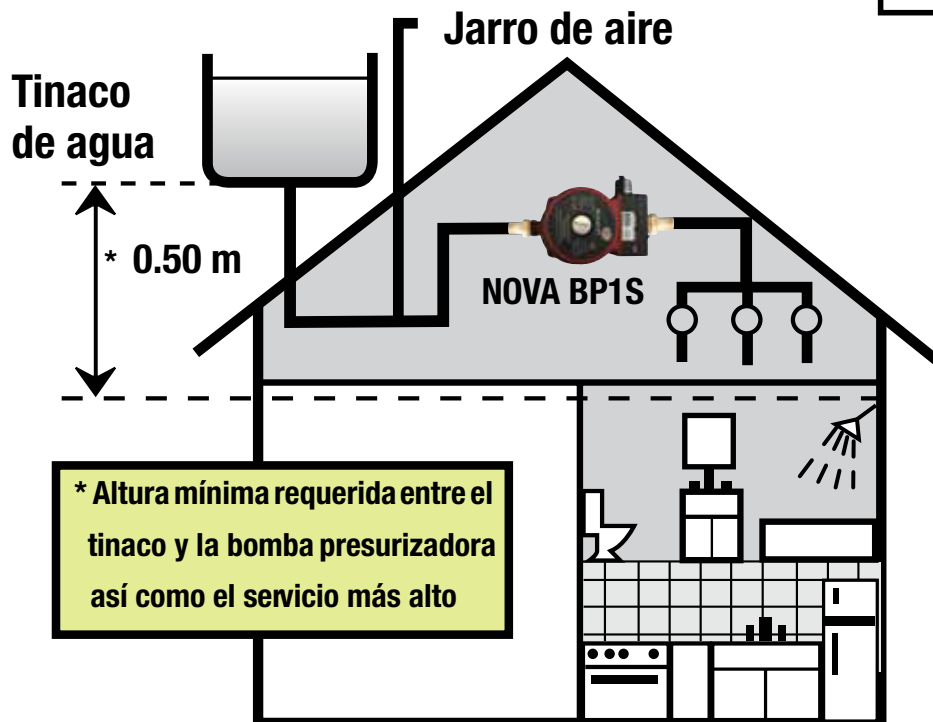 Jarro de aire
Tinaco
de agua
* 0.50 m
NOVA BP1S
* Altura mínima requerida entre el
tinaco y la bomba presurizadora
así como el servicio más alto